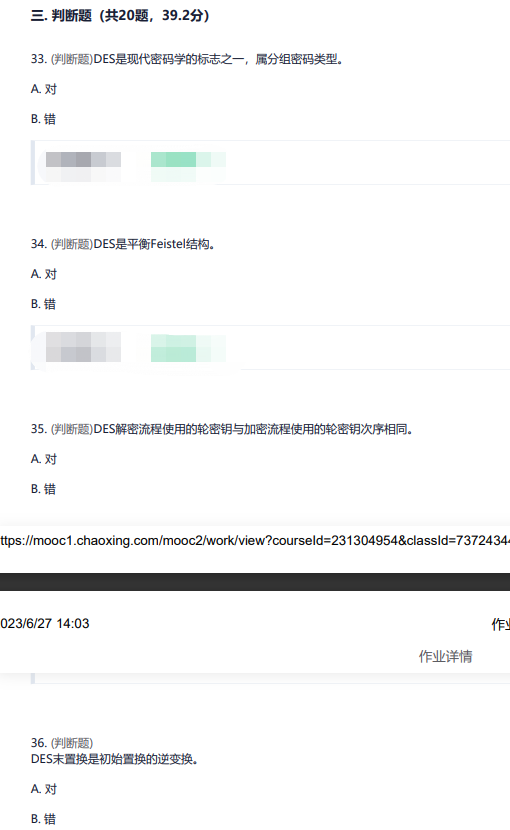 三. 判断题（共20题，39.2分）
33. (判断题)DES是现代密码学的标志之一，属分组密码类型。
A. 对
B. 错
34. (判断题)DES是平衡Feistel结构。
A. 对
B. 错
35. (判断题)DES解密流程使用的轮密钥与加密流程使用的轮密钥次序相同。
A. 对
B. 错
ttps://mooc1.chaoxing.com/mooc2/work/view?courseId=231304954&classId=7372434
023/6/27 14:03
作业详情
36. (判断题)
DES末置换是初始置换的逆变换。
A. 对
B. 错